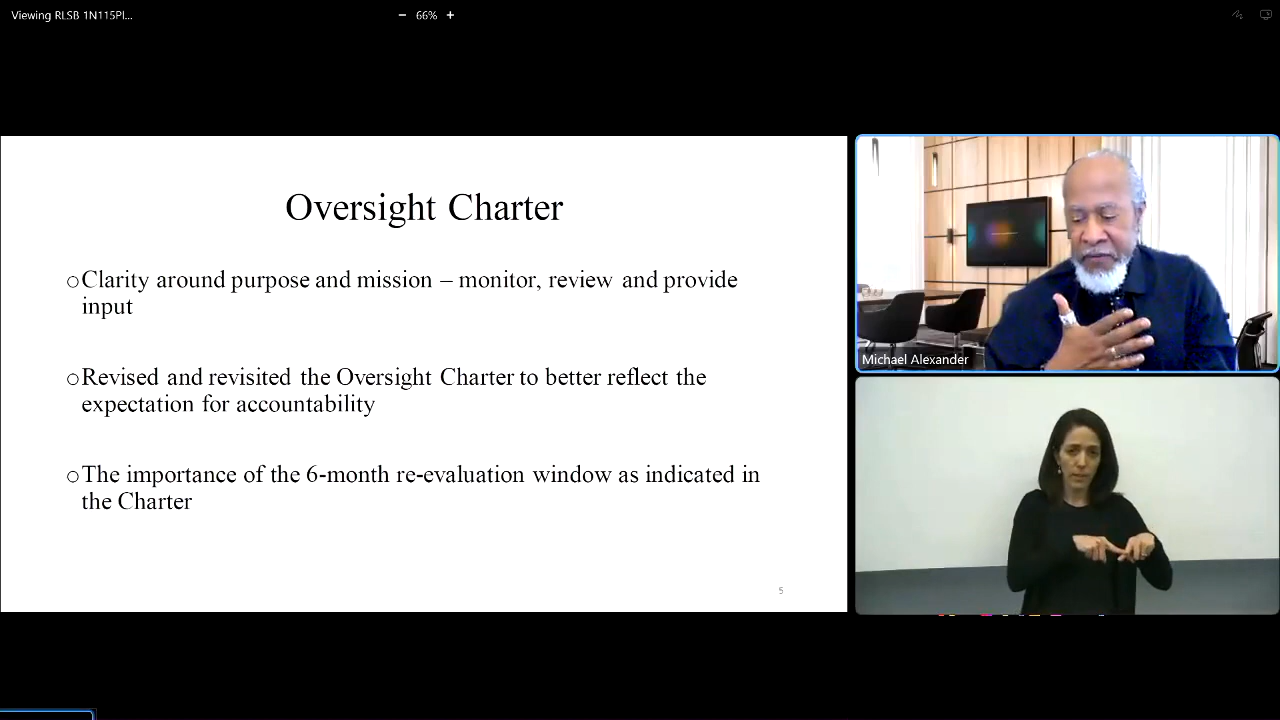 Viewing RLSB 1N115Pl...
− 66% +
Oversight Charter
○Clarity around purpose and mission – monitor, review and provide
input
○Revised and revisited the Oversight Charter to better reflect the
expectation for accountability
○The importance of the 6-month re-evaluation window as indicated in
the Charter
5
Michael Alexander